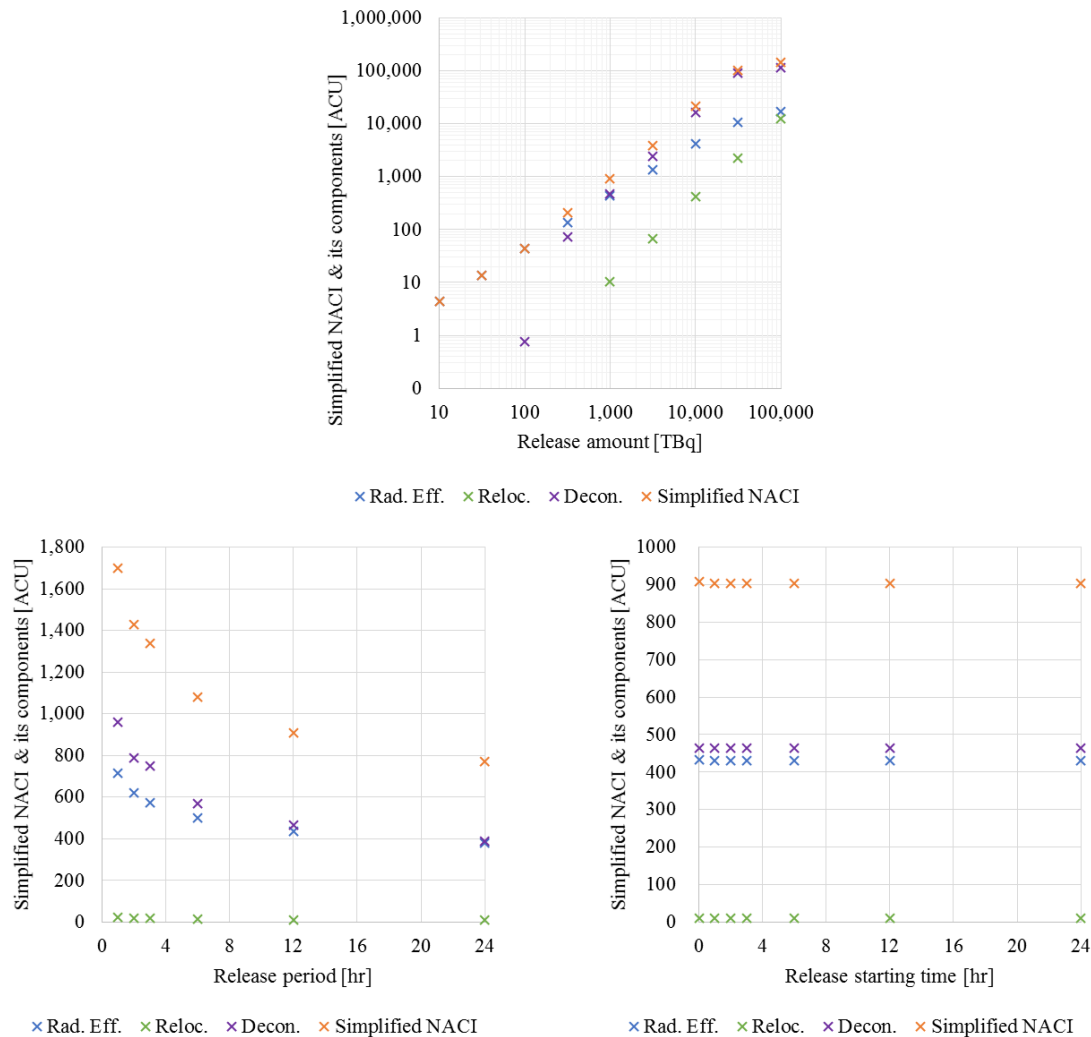 Simplified NACI & its components [ACU]
1,000,000
100,000
10,000
1,000
100
10
1
0
10 100 1,000 10,000 100,000
Release amount [TBq]
Rad. Eff. Reloc. Decon. Simplified NACI
Simplified NACI & its components [ACU]
1,800
1,600
1,400
1,200
1,000
800
600
400
200
0
0 4 8 12 16 20 24
Release period [hr]
Rad. Eff. Reloc. Decon. Simplified NACI
Simplified NACI & its components [ACU]
1000
900
800
700
600
500
400
300
200
100
0
0 4 8 12 16 20 24
Release starting time [hr]
Rad. Eff. Reloc. Decon. Simplified NACI